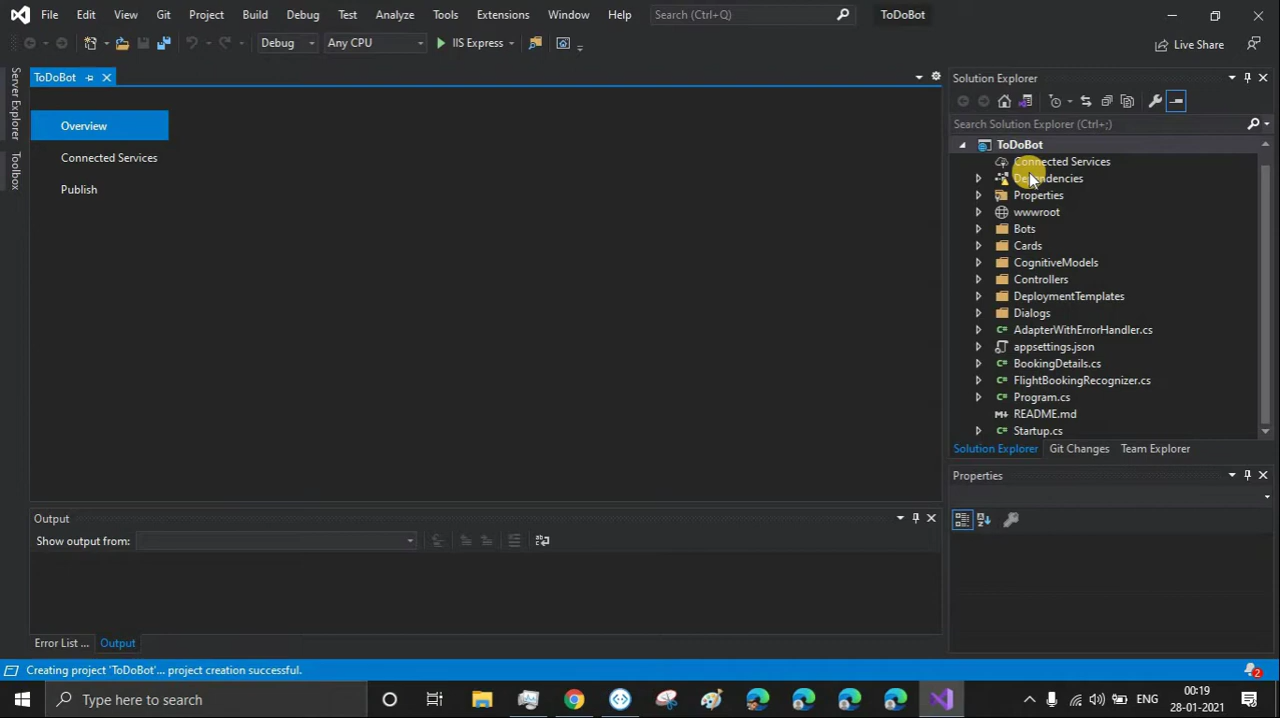 File Edit View Git Project Build Debug Test Analyze Tools Extensions Window Help Search (Ctrl+Q) ToDoBot
Debug Any CPU IIS Express Live Share
Server Explorer
Toolbox
ToDoBot
Overview
Connected Services
Publish
Solution Explorer
Search Solution Explorer (Ctrl+;)
ToDoBot
Connected Services
Dependencies
Properties
wwwroot
Bots
Cards
CognitiveModels
Controllers
DeploymentTemplates
Dialogs
AdapterWithErrorHandler.cs
appsettings.json
BookingDetails.cs
FlightBookingRecognizer.cs
Program.cs
README.md
Startup.cs
Solution Explorer Git Changes Team Explorer
Properties
Output
Show output from:
Error List ... Output
Creating project 'ToDoBot'... project creation successful.
2
Type here to search
ENG
00:19
28-01-2021